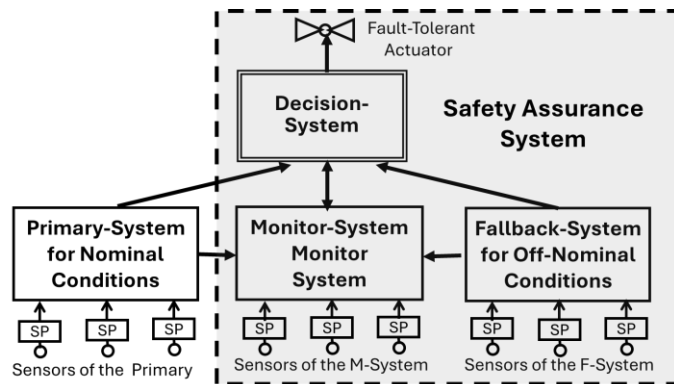 Fault-Tolerant
Actuator
Decision-
System
Safety Assurance
System
Primary-System
for Nominal
Conditions
Monitor-System
Monitor
System
Fallback-System
for Off-Nominal
Conditions
SP SP SP SP SP SP SP SP SP
Sensors of the Primary
Sensors of the M-System
Sensors of the F-System